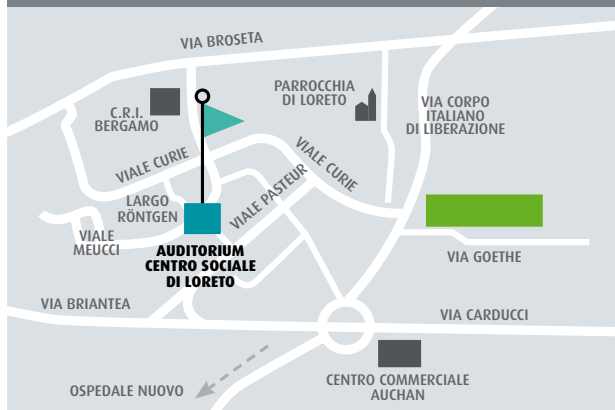 VIA BROSETA
C.R.I.
BERGAMO
PARROCCHIA
DI LORETO
VIA CORPO
ITALIANO
DI LIBERAZIONE
VIALE CURIE
VIALE CURIE
LARGO
RÖNTGEN
VIALE PASTEUR
VIALE
MEUCCI
AUDITORIUM
CENTRO SOCIALE
DI LORETO
VIA GOETHE
VIA BRIANTEA
VIA CARDUCCI
CENTRO COMMERCIALE
AUCHAN
OSPEDALE NUOVO